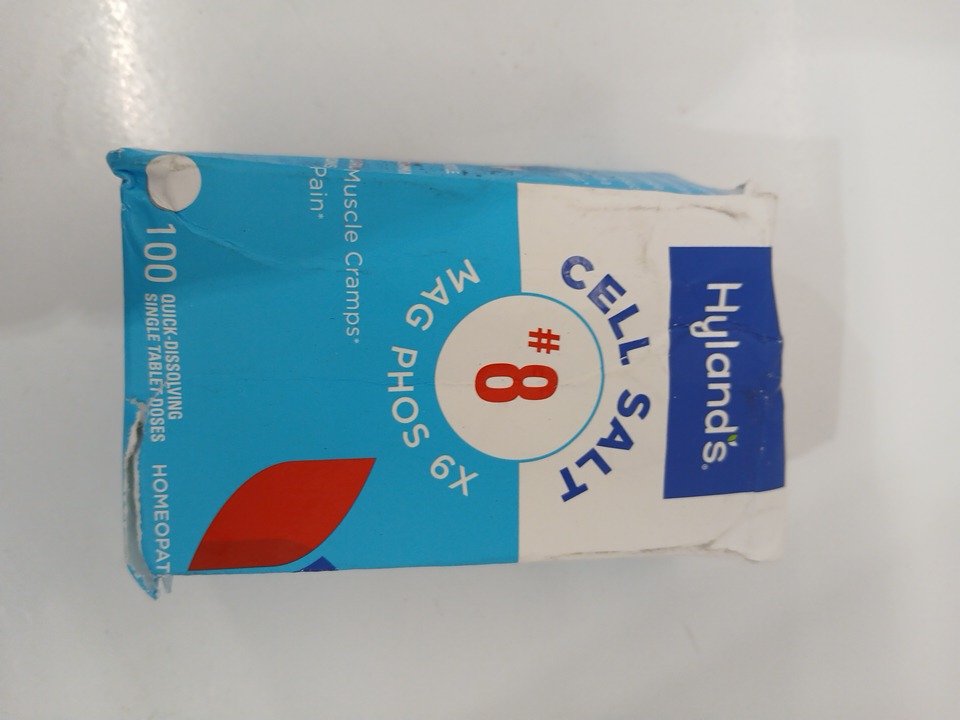 Hyland's
CELL SALT
#8
MAG PHOS 6X
Muscle Cramps*
Pain*
100 QUICK-DISSOLVING
SINGLE TABLET DOSES
HOMEOPAT